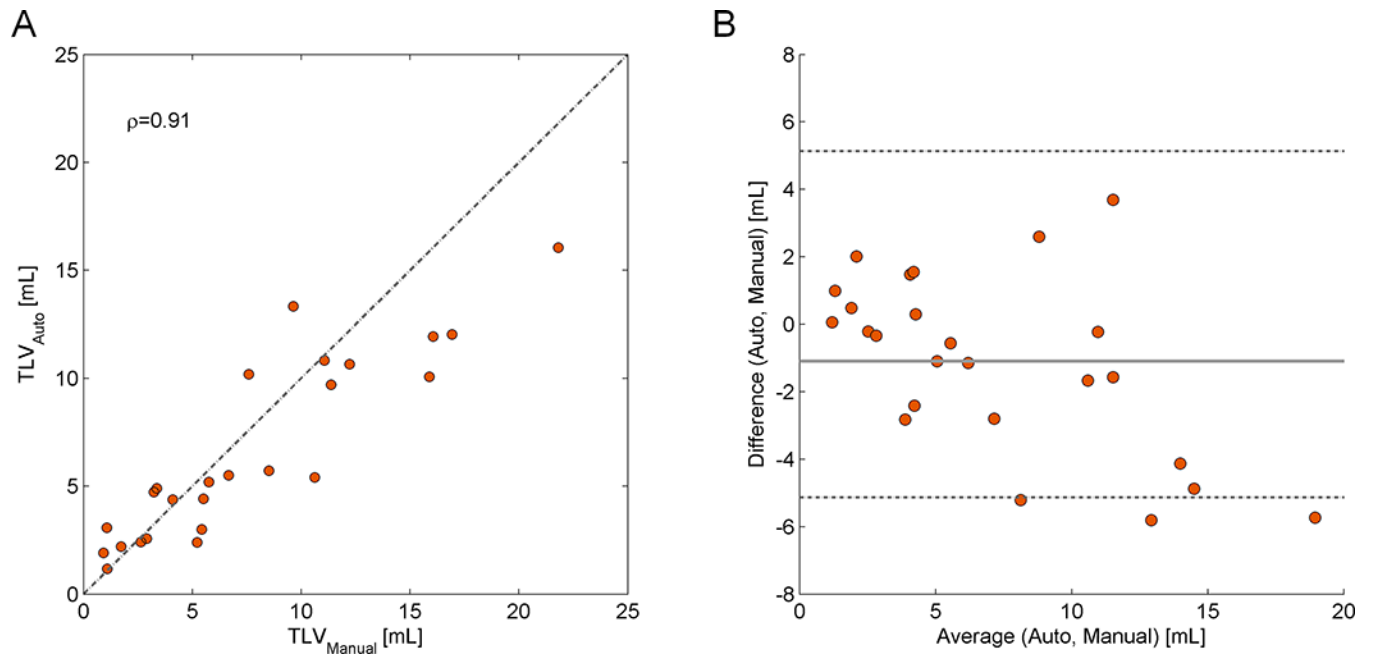 A
25
20
15
10
5
0
ρ=0.91
TLV_Auto [mL]
0 5 10 15 20 25
TLV_Manual [mL]
B
8
6
4
2
0
-2
-4
-6
-8
Difference (Auto, Manual) [mL]
0 5 10 15 20
Average (Auto, Manual) [mL]